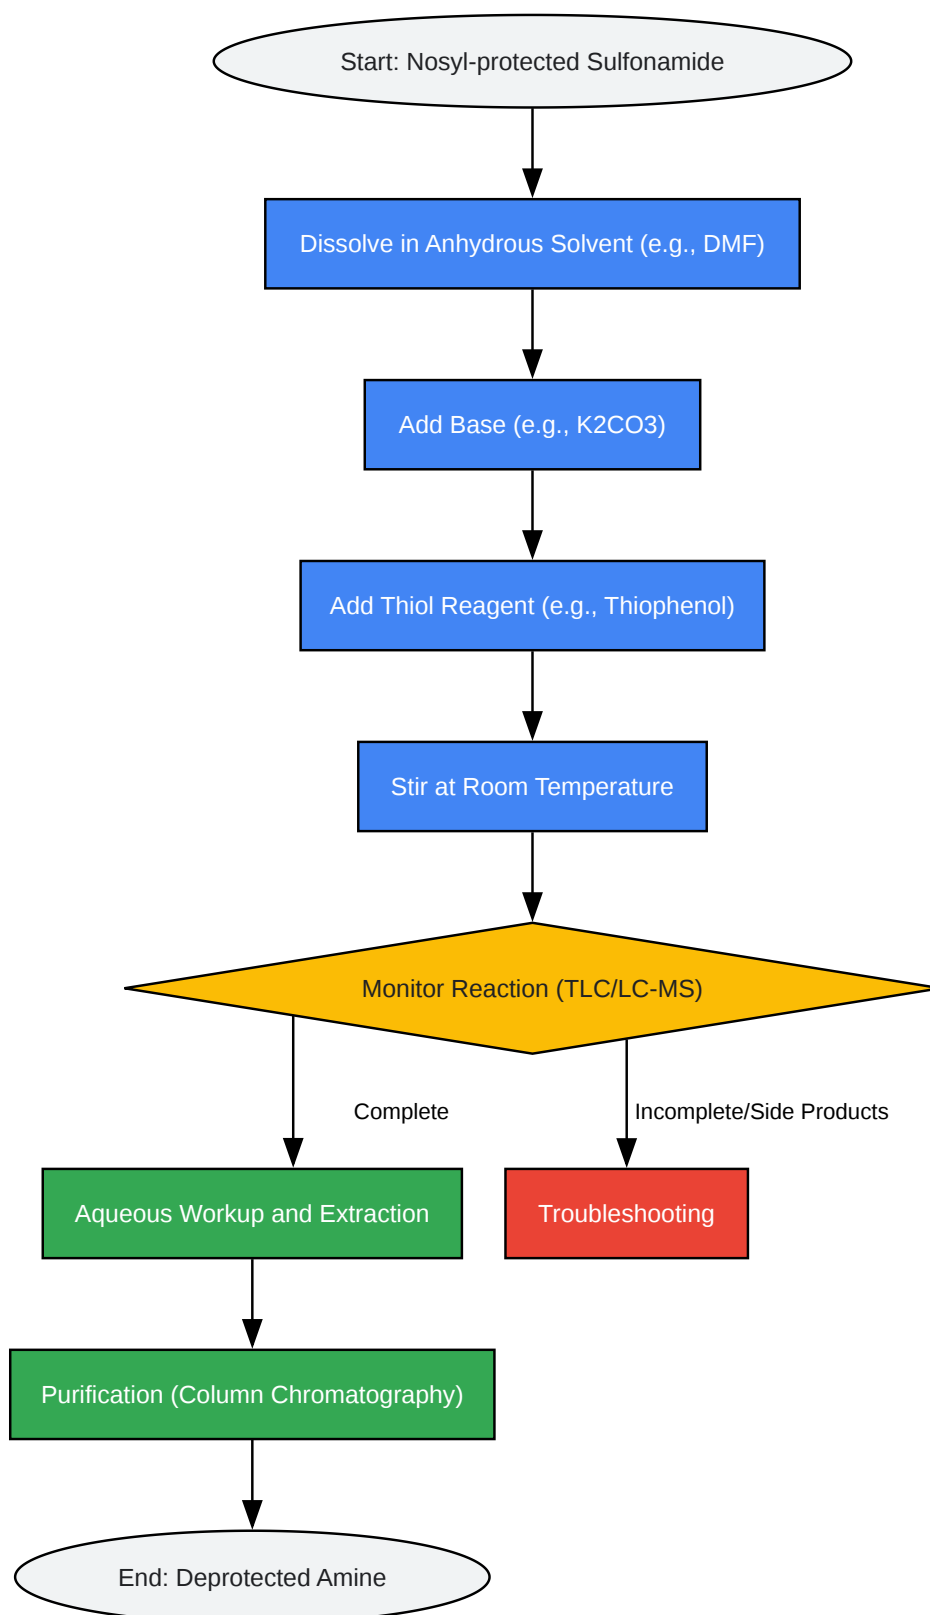 Start: Nosyl-protected Sulfonamide
Dissolve in Anhydrous Solvent (e.g., DMF)
Add Base (e.g., K2CO3)
Add Thiol Reagent (e.g., Thiophenol)
Stir at Room Temperature
Monitor Reaction (TLC/LC-MS)
Complete
Incomplete/Side Products
Aqueous Workup and Extraction
Troubleshooting
Purification (Column Chromatography)
End: Deprotected Amine